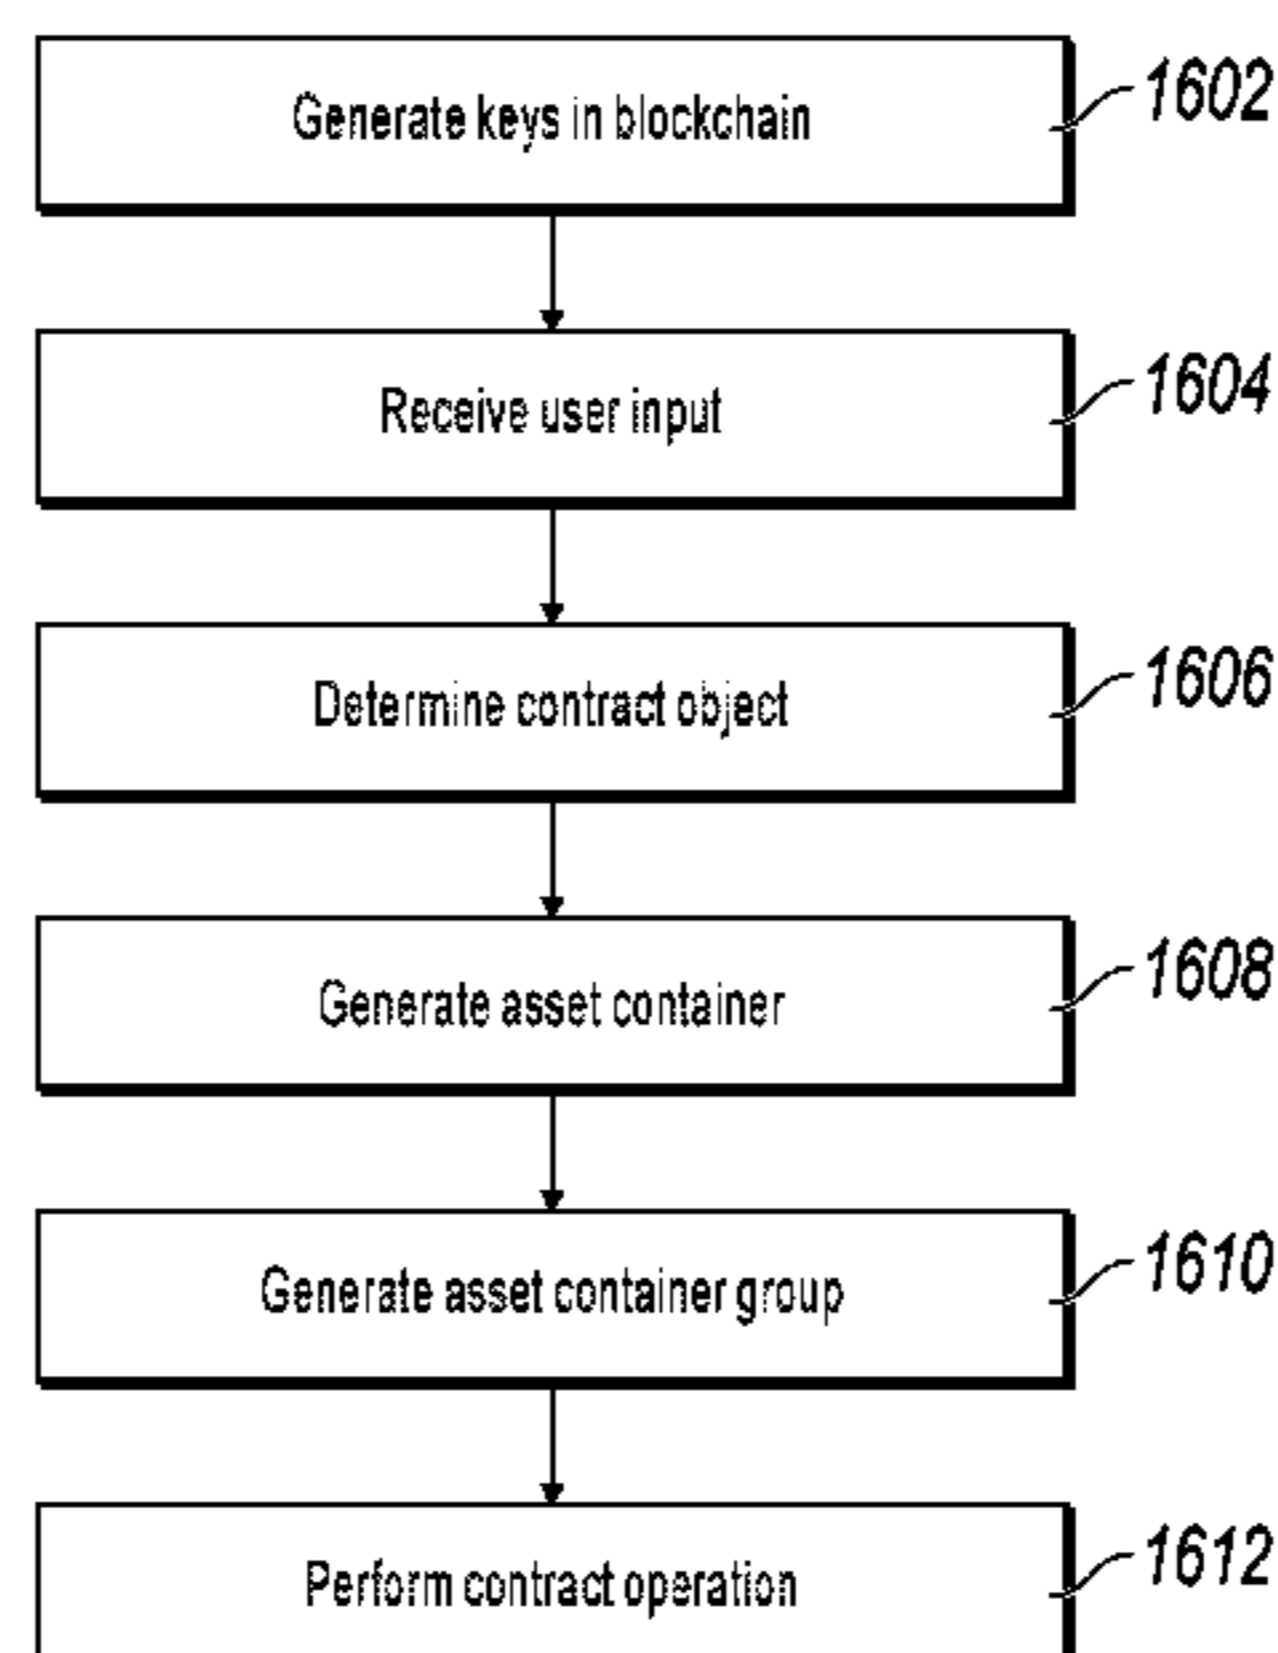 Generate keys in blockchain
1602
Receive user input
1604
Determine contract object
1606
Generate asset container
1608
Generate asset container group
1610
Perform contract operation
1612